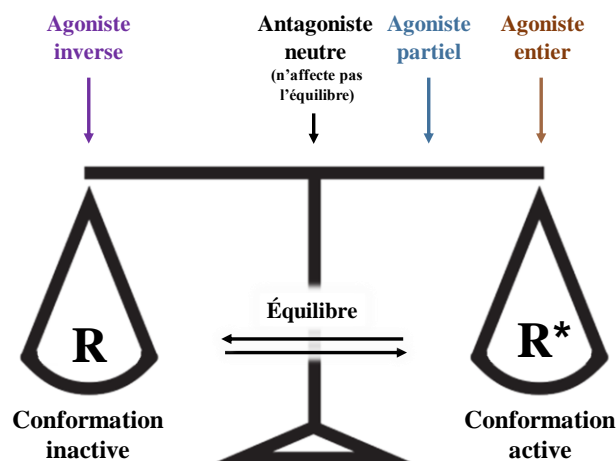 Agoniste
inverse
Antagoniste
neutre
(n'affecte pas
l'équilibre)
Agoniste
partiel
Agoniste
entier
Équilibre
R
R*
Conformation
inactive
Conformation
active